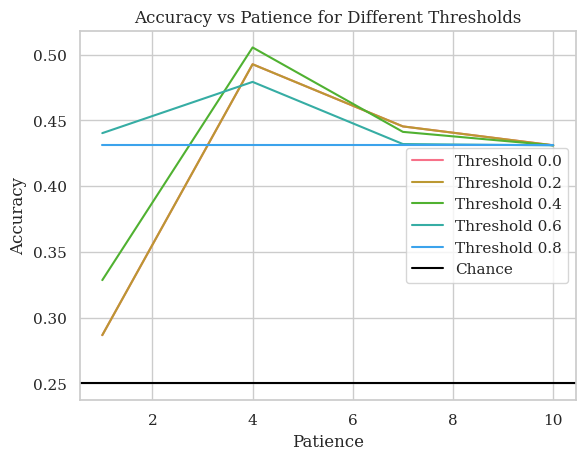 Accuracy vs Patience for Different Thresholds
0.50
0.45
0.40
0.35
0.30
0.25
Accuracy
Threshold 0.0
Threshold 0.2
Threshold 0.4
Threshold 0.6
Threshold 0.8
Chance
2 4 6 8 10
Patience